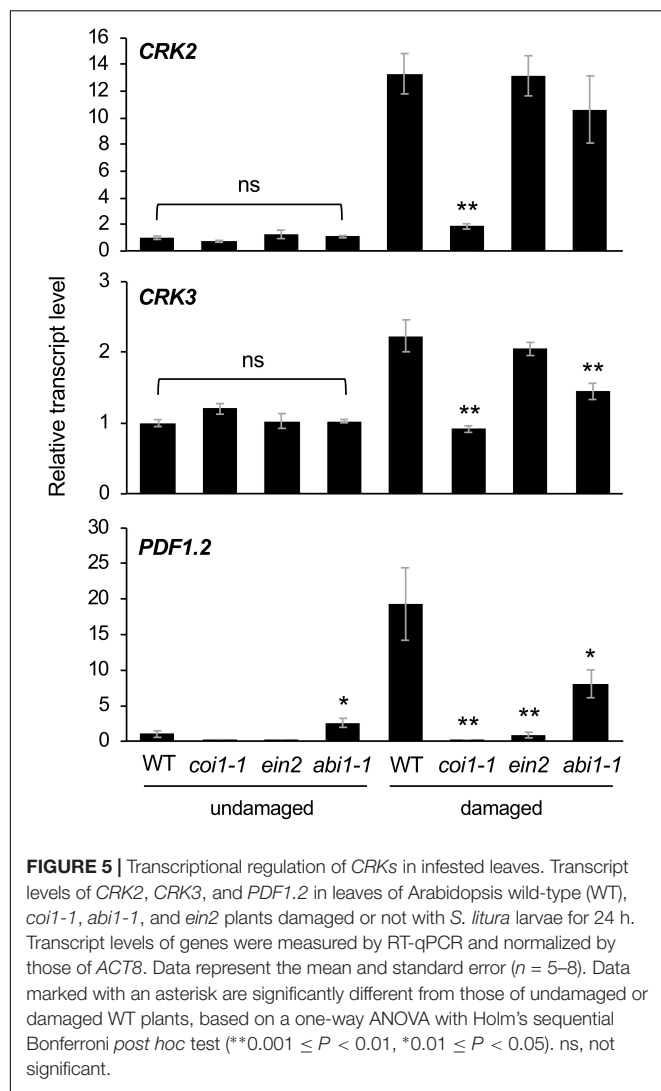 CRK2
16
14
12
10
8
6
4
2
0
ns
**
CRK3
3
2
1
0
ns
**
**
Relative transcript level
PDF1.2
30
25
20
15
10
5
0
*
**
**
*
WT coi1-1 ein2 abi1-1 WT coi1-1 ein2 abi1-1
undamaged damaged
FIGURE 5 | Transcriptional regulation of CRKs in infested leaves. Transcript
levels of CRK2, CRK3, and PDF1.2 in leaves of Arabidopsis wild-type (WT),
coi1-1, abi1-1, and ein2 plants damaged or not with S. litura larvae for 24 h.
Transcript levels of genes were measured by RT-qPCR and normalized by
those of ACT8. Data represent the mean and standard error (n = 5–8). Data
marked with an asterisk are significantly different from those of undamaged or
damaged WT plants, based on a one-way ANOVA with Holm's sequential
Bonferroni post hoc test (**0.001 ≤ P < 0.01, *0.01 ≤ P < 0.05). ns, not
significant.